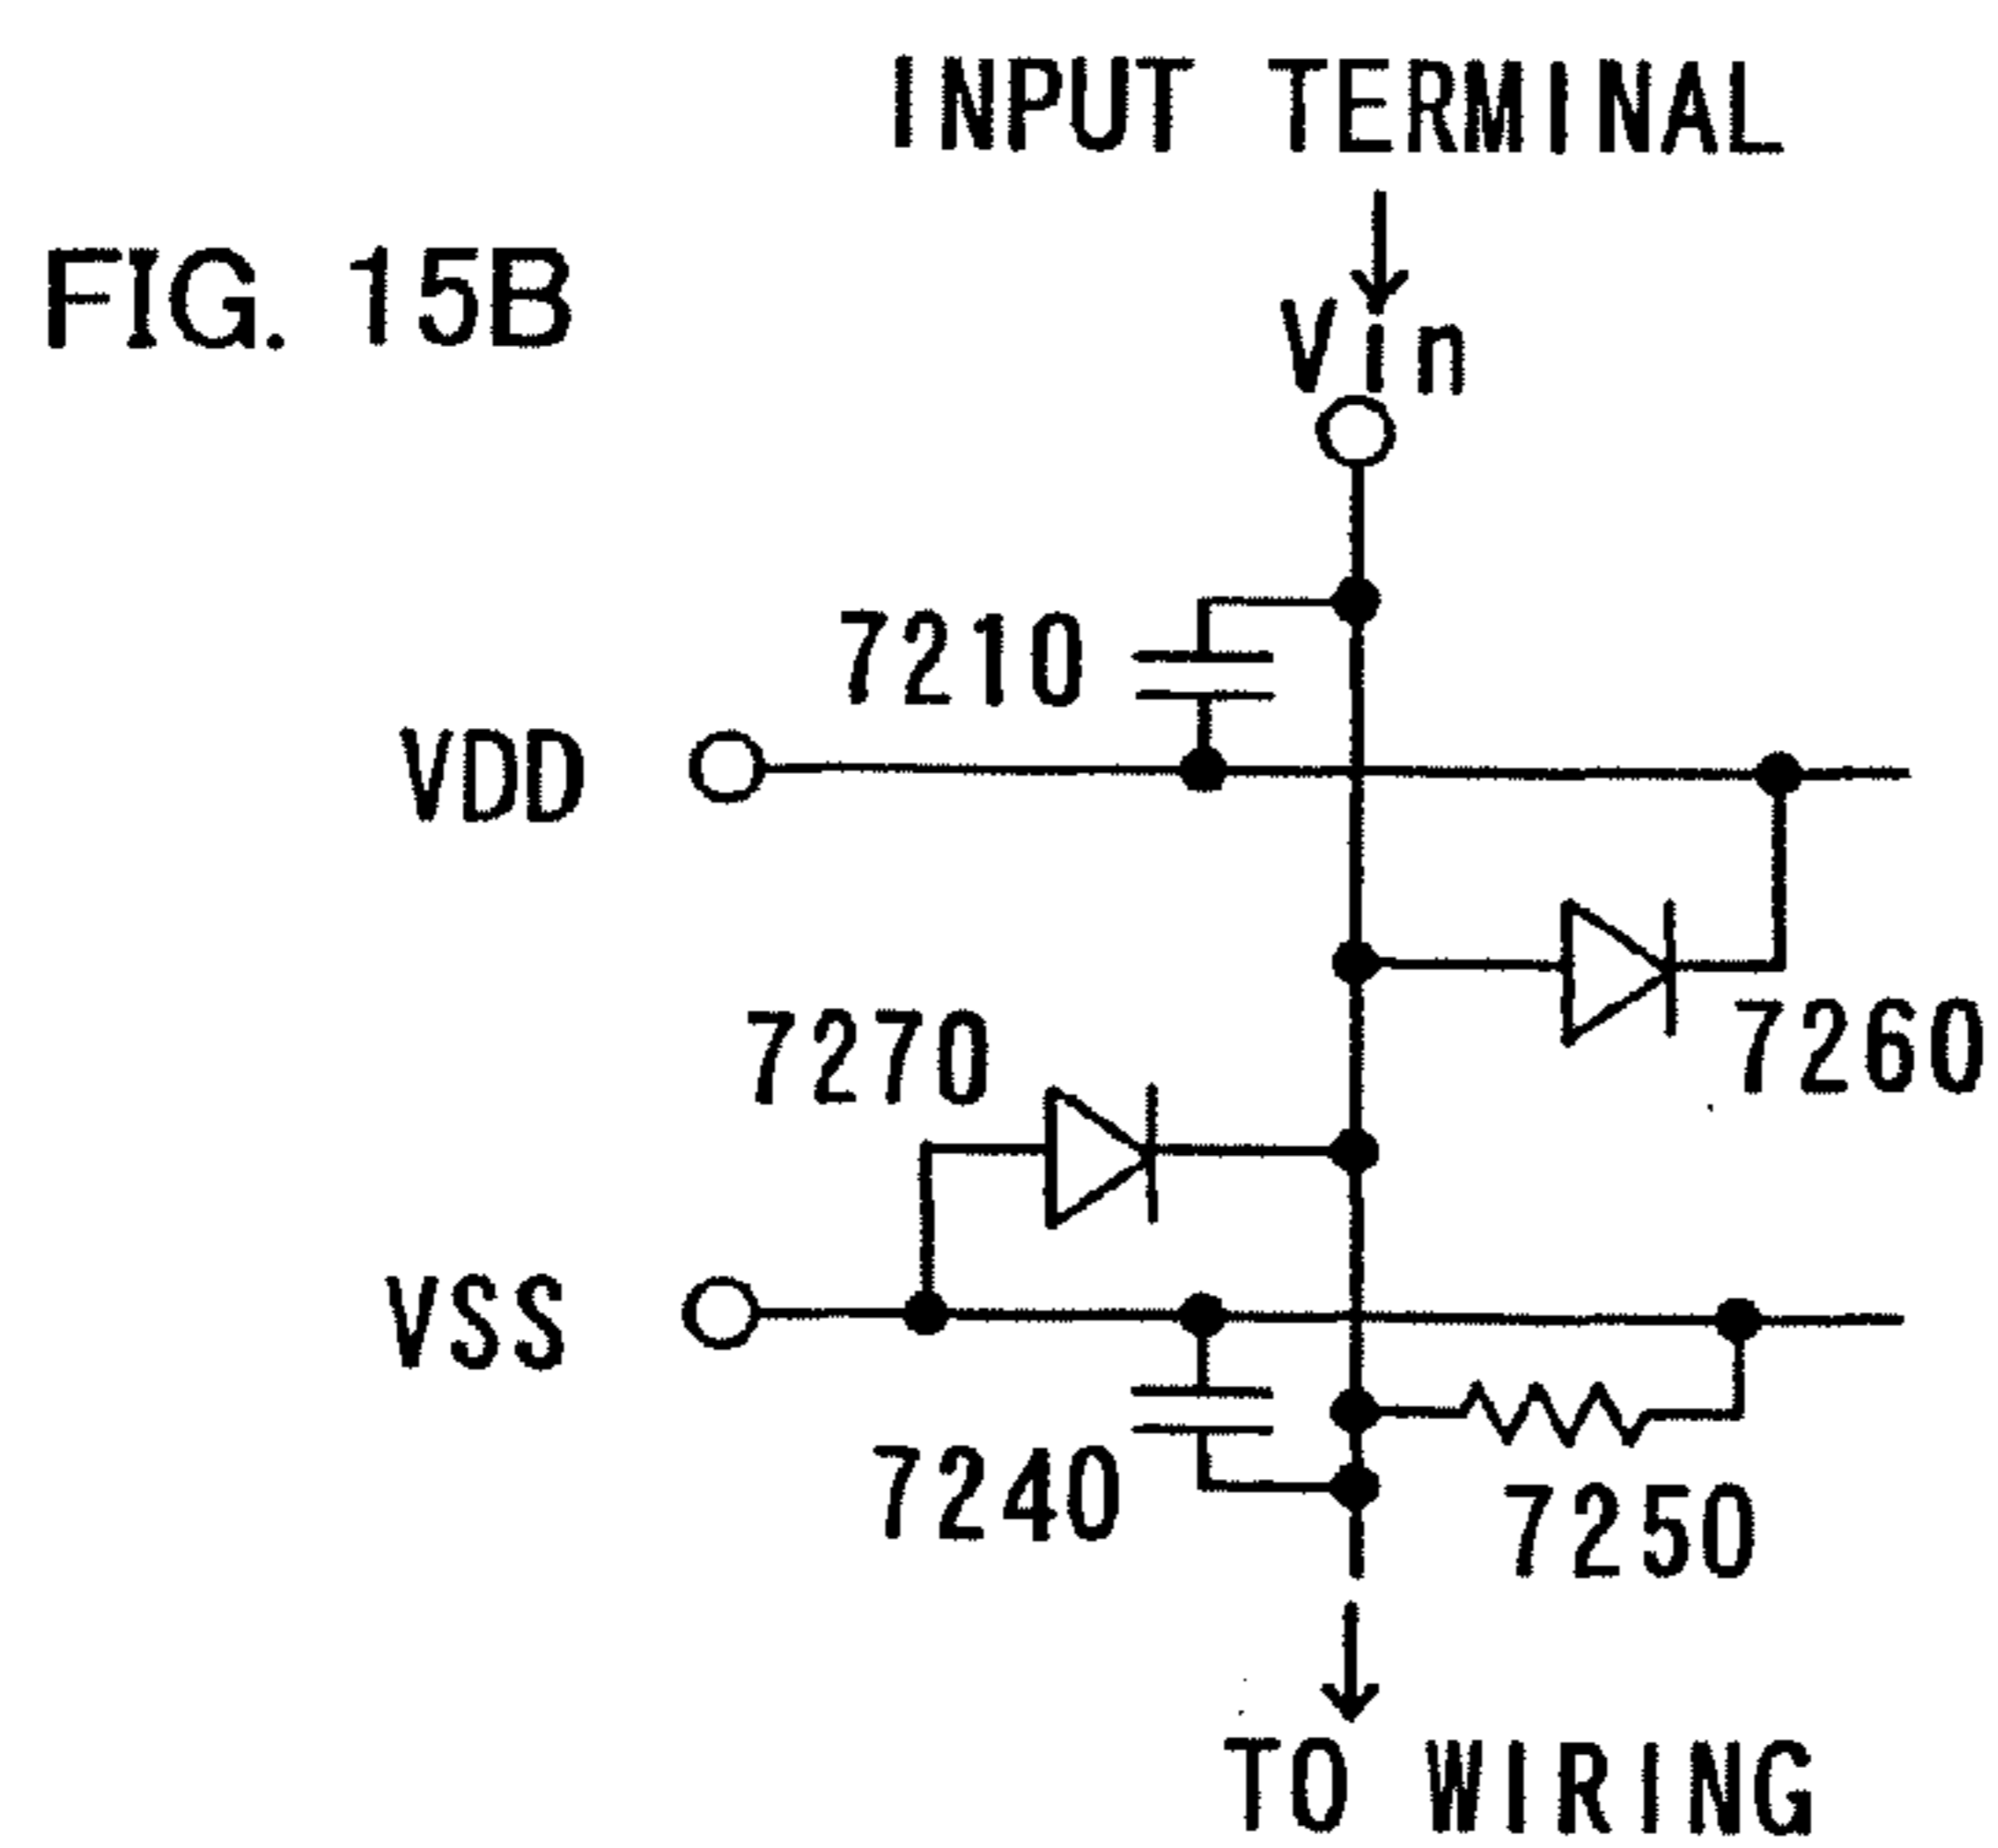 INPUT TERMINAL
FIG. 15B
Vin
7210
VDD
7260
7270
VSS
7240
7250
TO WIRING